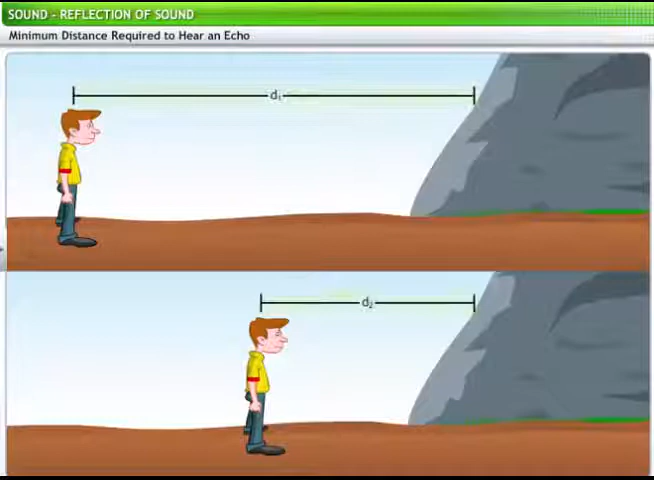 SOUND - REFLECTION OF SOUND
Minimum Distance Required to Hear an Echo
d₁
d₂